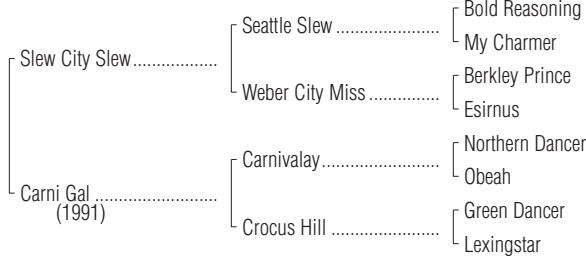 Bold Reasoning
Seattle Slew
My Charmer
Slew City Slew
Berkley Prince
Weber City Miss
Esirnus
Northern Dancer
Carnivalay
Obeah
Carni Gal
(1991)
Green Dancer
Crocus Hill
Lexingstar